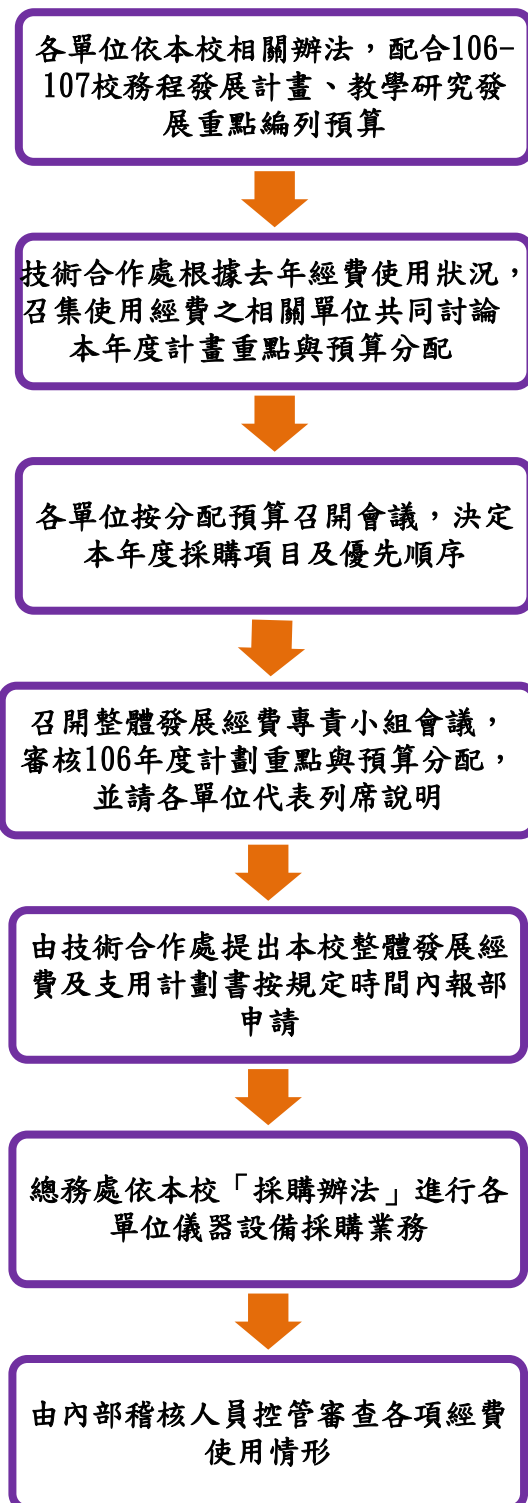 各單位依本校相關辦法，配合106-
107校務程發展計畫、教學研究發
展重點編列預算
技術合作處根據去年經費使用狀況，
召集使用經費之相關單位共同討論
本年度計畫重點與預算分配
各單位按分配預算召開會議，決定
本年度採購項目及優先順序
召開整體發展經費專責小組會議，
審核106年度計劃重點與預算分配，
並請各單位代表列席說明
由技術合作處提出本校整體發展經
費及支用計劃書按規定時間內報部
申請
總務處依本校「採購辦法」進行各
單位儀器設備採購業務
由內部稽核人員控管審查各項經費
使用情形